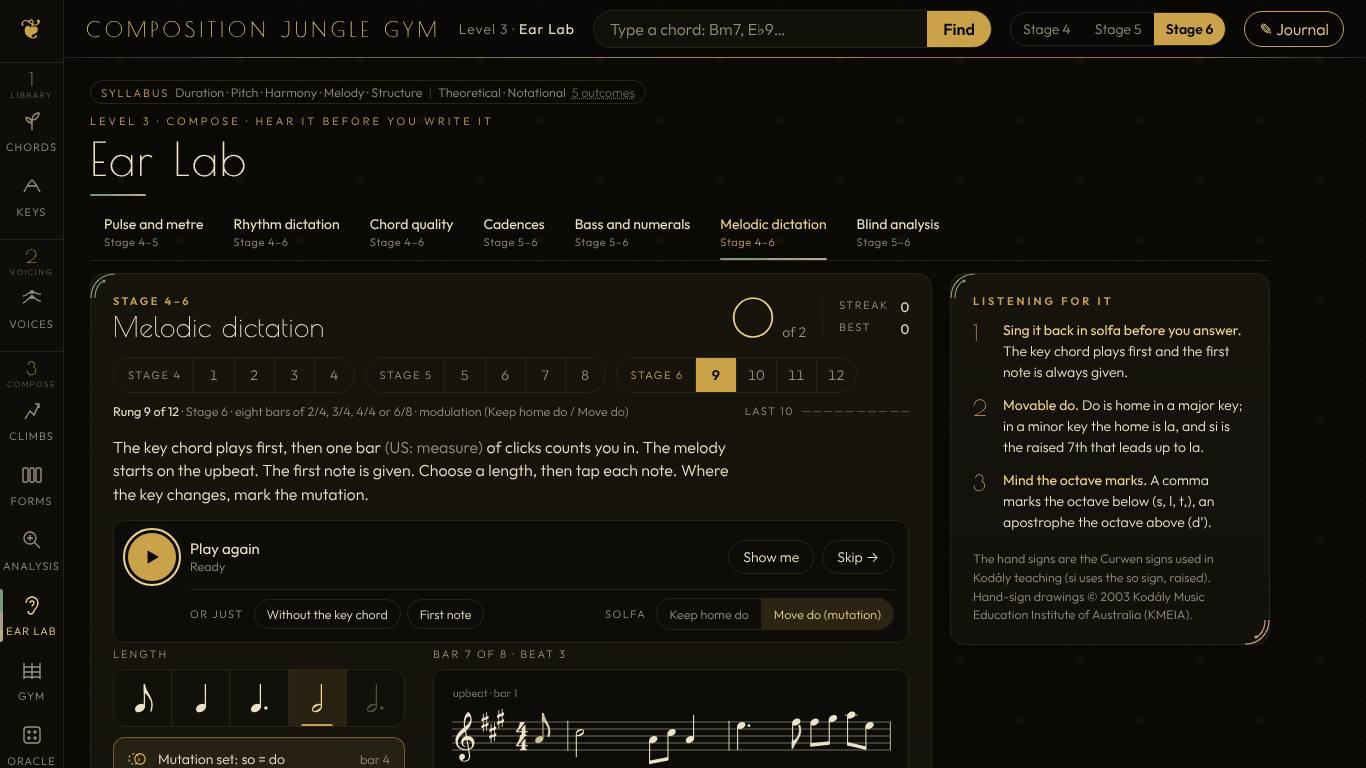 COMPOSITION JUNGLE GYM
Level 3 · Ear Lab
Type a chord: Bm7, E♭9…
Find
Stage 4
Stage 5
Stage 6
✎ Journal
1
LIBRARY
CHORDS
KEYS
2
VOICING
VOICES
3
COMPOSE
CLIMBS
FORMS
ANALYSIS
EAR LAB
GYM
ORACLE
SYLLABUS Duration · Pitch · Harmony · Melody · Structure | Theoretical · Notational 5 outcomes
LEVEL 3 · COMPOSE · HEAR IT BEFORE YOU WRITE IT
Ear Lab
Pulse and metre
Stage 4–5
Rhythm dictation
Stage 4–6
Chord quality
Stage 4–6
Cadences
Stage 5–6
Bass and numerals
Stage 5–6
Melodic dictation
Stage 4–6
Blind analysis
Stage 5–6
STAGE 4–6
Melodic dictation
of 2
STREAK 0
BEST 0
STAGE 4 1 2 3 4
STAGE 5 5 6 7 8
STAGE 6 9 10 11 12
Rung 9 of 12 · Stage 6 · eight bars of 2/4, 3/4, 4/4 or 6/8 · modulation (Keep home do / Move do)
LAST 10
The key chord plays first, then one bar (US: measure) of clicks counts you in. The melody
starts on the upbeat. The first note is given. Choose a length, then tap each note. Where
the key changes, mark the mutation.
Play again
Ready
Show me
Skip →
OR JUST
Without the key chord
First note
SOLFA
Keep home do
Move do (mutation)
LENGTH
BAR 7 OF 8 · BEAT 3
upbeat · bar 1
4
4
Mutation set: so = do
bar 4
LISTENING FOR IT
1
Sing it back in solfa before you answer.
The key chord plays first and the first
note is always given.
2
Movable do. Do is home in a major key;
in a minor key the home is la, and si is
the raised 7th that leads up to la.
3
Mind the octave marks. A comma
marks the octave below (s, l, t,), an
apostrophe the octave above (d').
The hand signs are the Curwen signs used in
Kodály teaching (si uses the so sign, raised).
Hand-sign drawings © 2003 Kodály Music
Education Institute of Australia (KMEIA).